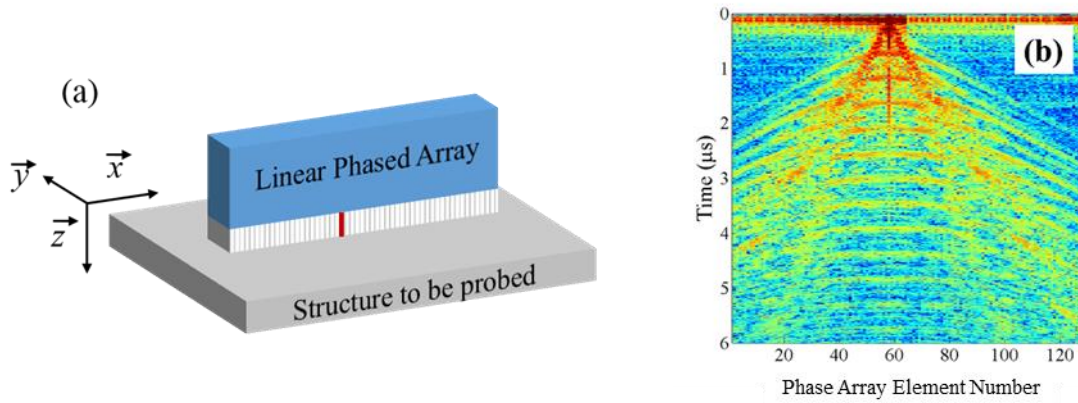 (a)
Linear Phased Array
x
y
z
Structure to be probed
(b)
0
1
2
3
4
5
6
Time (µs)
20
40
60
80
100
120
Phase Array Element Number